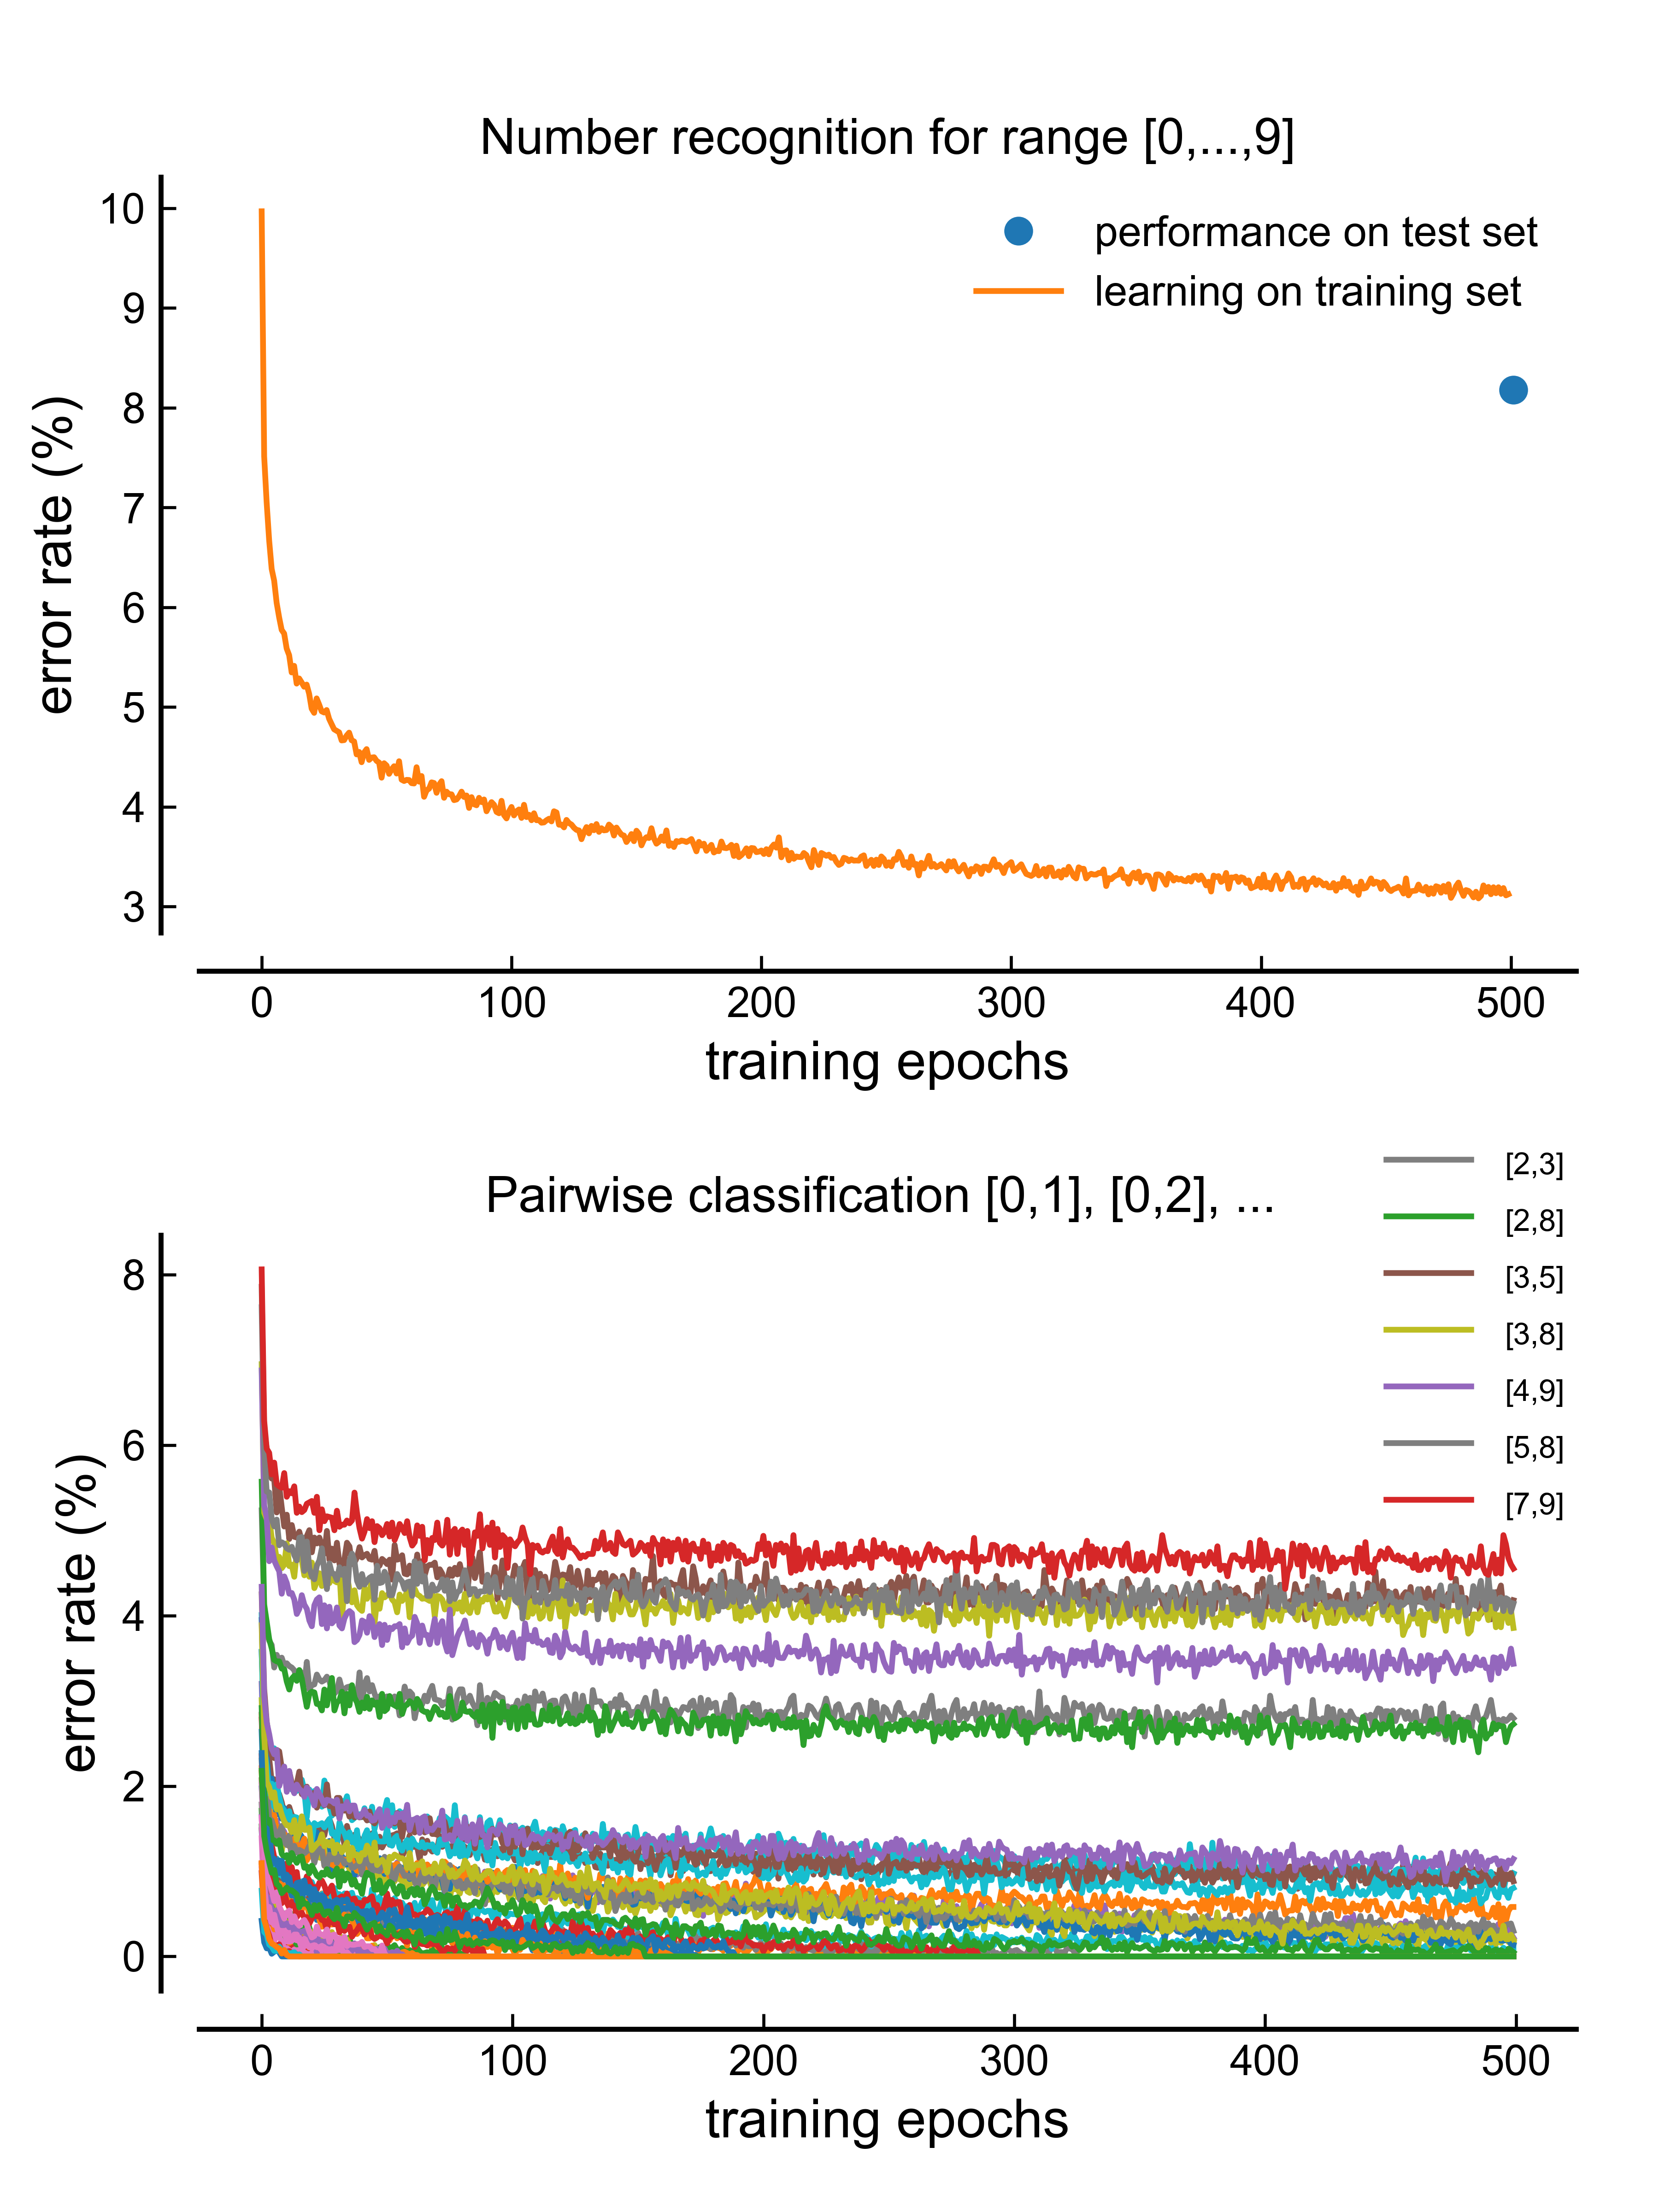 Number recognition for range [0,...,9]
performance on test set
learning on training set
10
9
8
7
6
5
4
3
error rate (%)
0 100 200 300 400 500
training epochs
Pairwise classification [0,1], [0,2], ...
[2,3]
[2,8]
[3,5]
[3,8]
[4,9]
[5,8]
[7,9]
8
6
4
2
0
error rate (%)
0 100 200 300 400 500
training epochs